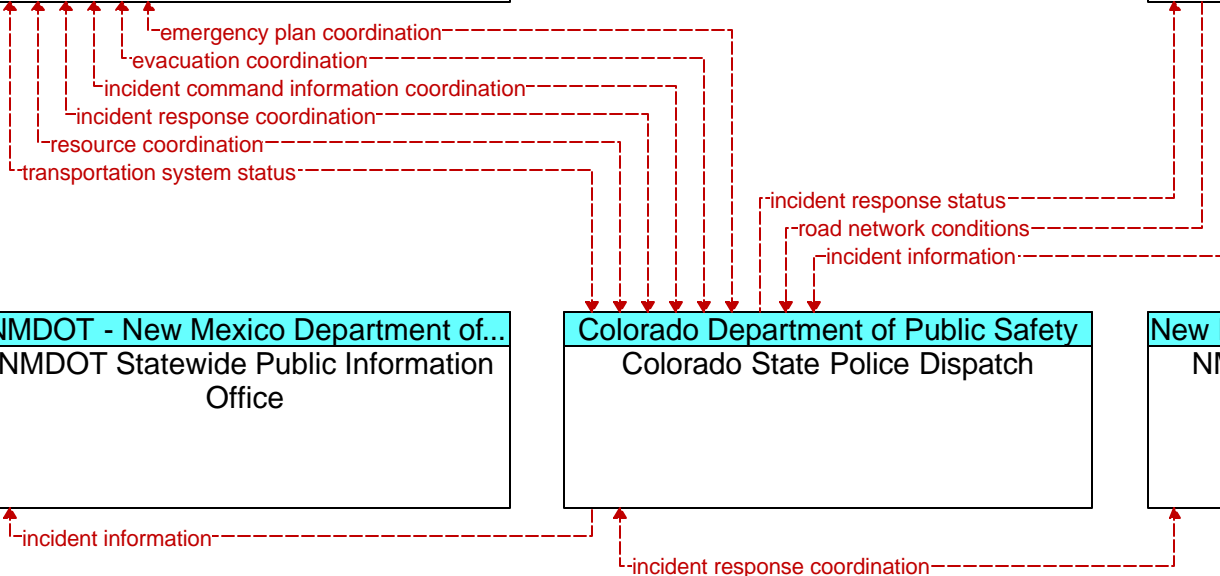 emergency plan coordination
evacuation coordination
incident command information coordination
incident response coordination
resource coordination
transportation system status
incident response status
road network conditions
incident information
NMDOT - New Mexico Department of...
Colorado Department of Public Safety
New
NMDOT Statewide Public Information
Office
Colorado State Police Dispatch
incident information
incident response coordination